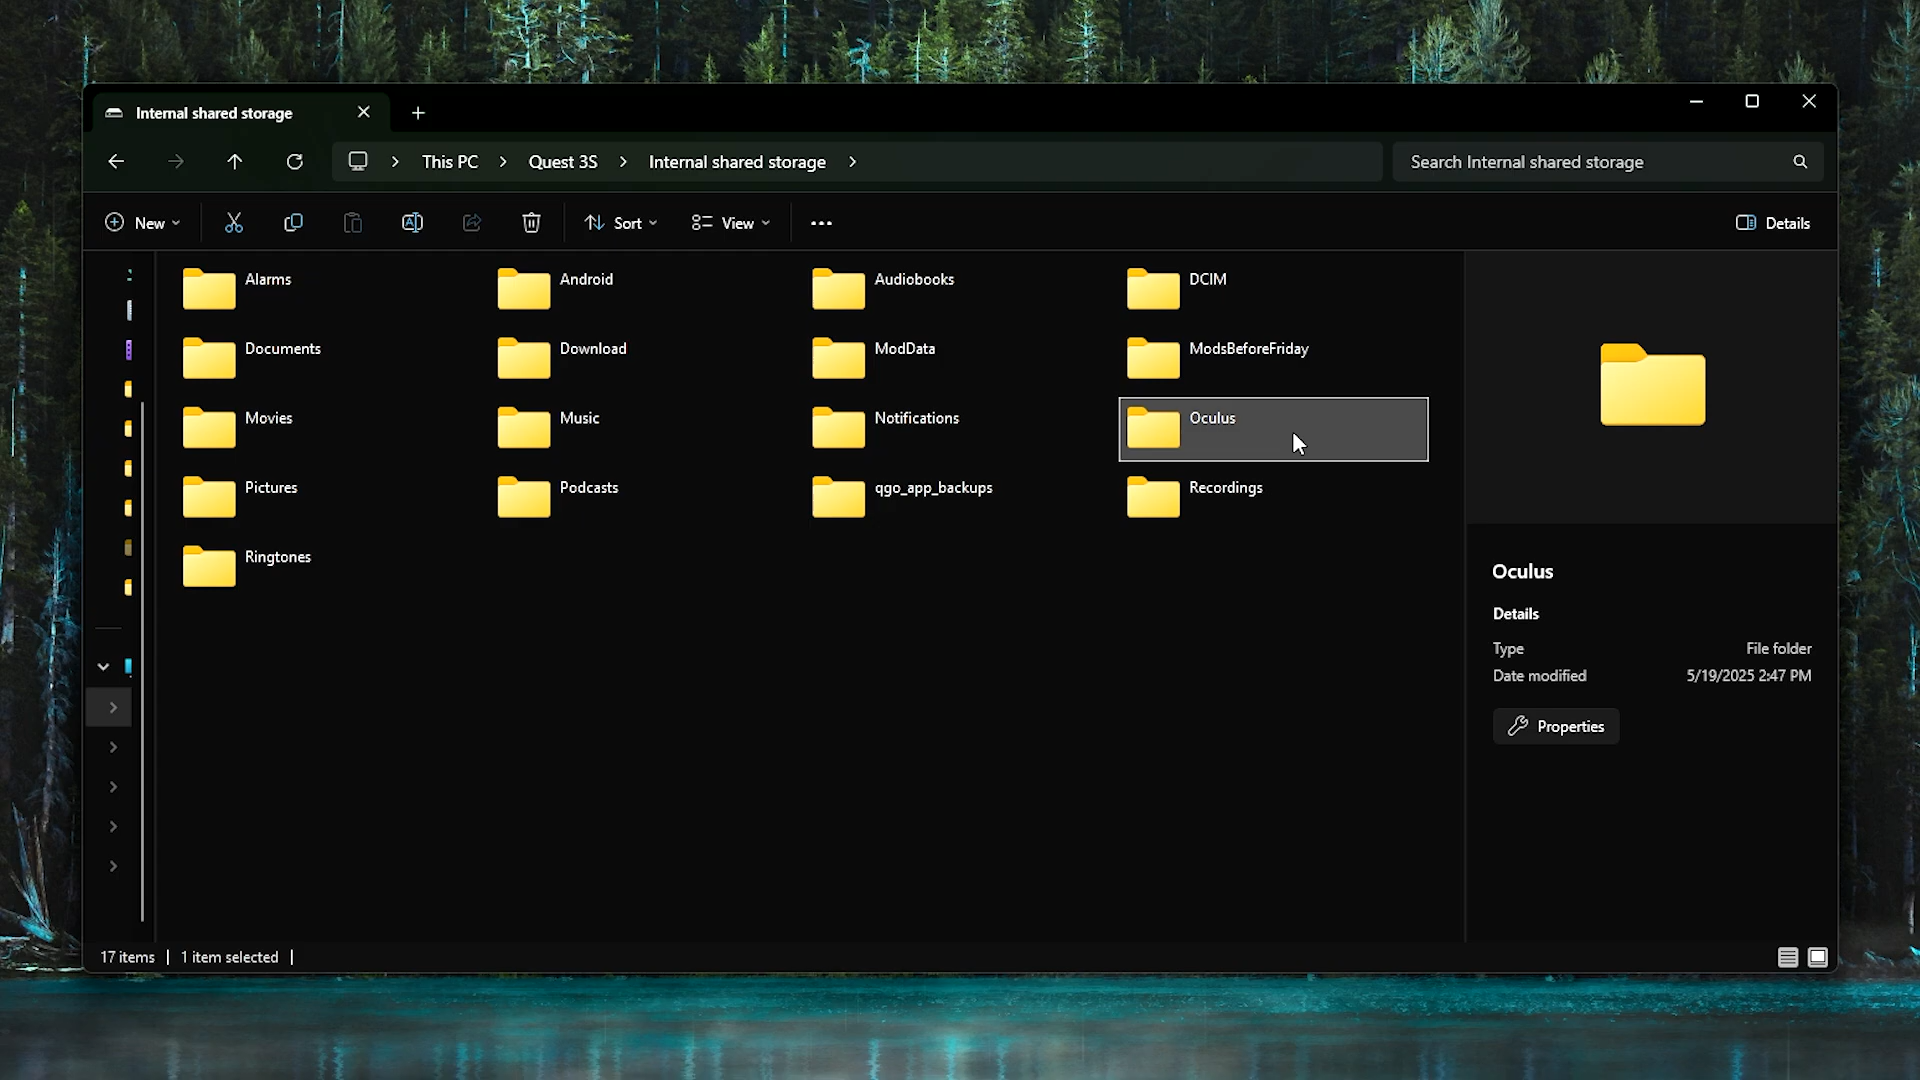 Internal shared storage
This PC > Quest 3S > Internal shared storage >
Search Internal shared storage
New
Sort
View
Details
Alarms
Android
Audiobooks
DCIM
Documents
Download
ModData
ModsBeforeFriday
Movies
Music
Notifications
Oculus
Pictures
Podcasts
qgo_app_backups
Recordings
Ringtones
Oculus
Details
Type File folder
Date modified 5/19/2025 2:47 PM
Properties
17 items | 1 item selected |